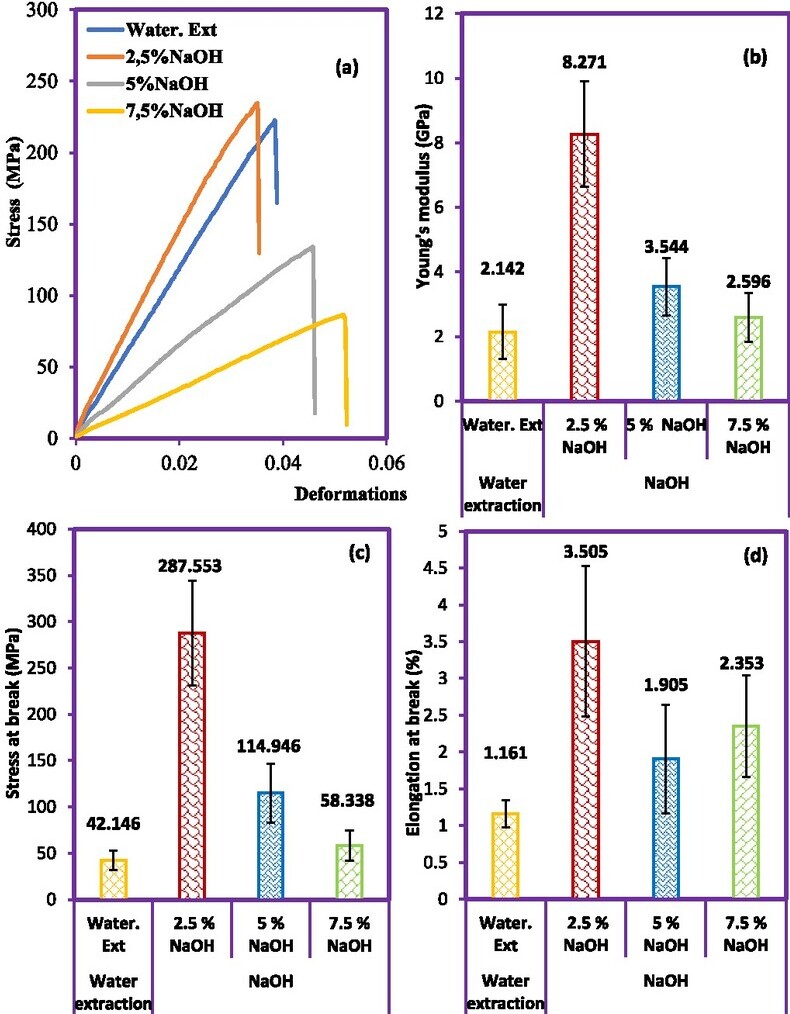 300
250
200
150
100
50
0
Stress (MPa)
Water. Ext
2,5%NaOH
5%NaOH
7,5%NaOH
(a)
0 0.02 0.04 0.06
Deformations
12
10
8
6
4
2
0
Young's modulus (GPa)
(b)
8.271
2.142
3.544
2.596
Water. Ext 2.5 % 5 % NaOH 7.5 %
NaOH NaOH
Water NaOH
extraction
400
350
300
250
200
150
100
50
0
Stress at break (MPa)
(c)
287.553
42.146
114.946
58.338
Water. 2.5 % 5 % 7.5 %
Ext NaOH NaOH NaOH
Water NaOH
extraction
5
4.5
4
3.5
3
2.5
2
1.5
1
0.5
0
Elongation at break (%)
(d)
3.505
1.161
1.905
2.353
Water. 2.5 % 5 % 7.5 %
Ext NaOH NaOH NaOH
Water NaOH
extraction